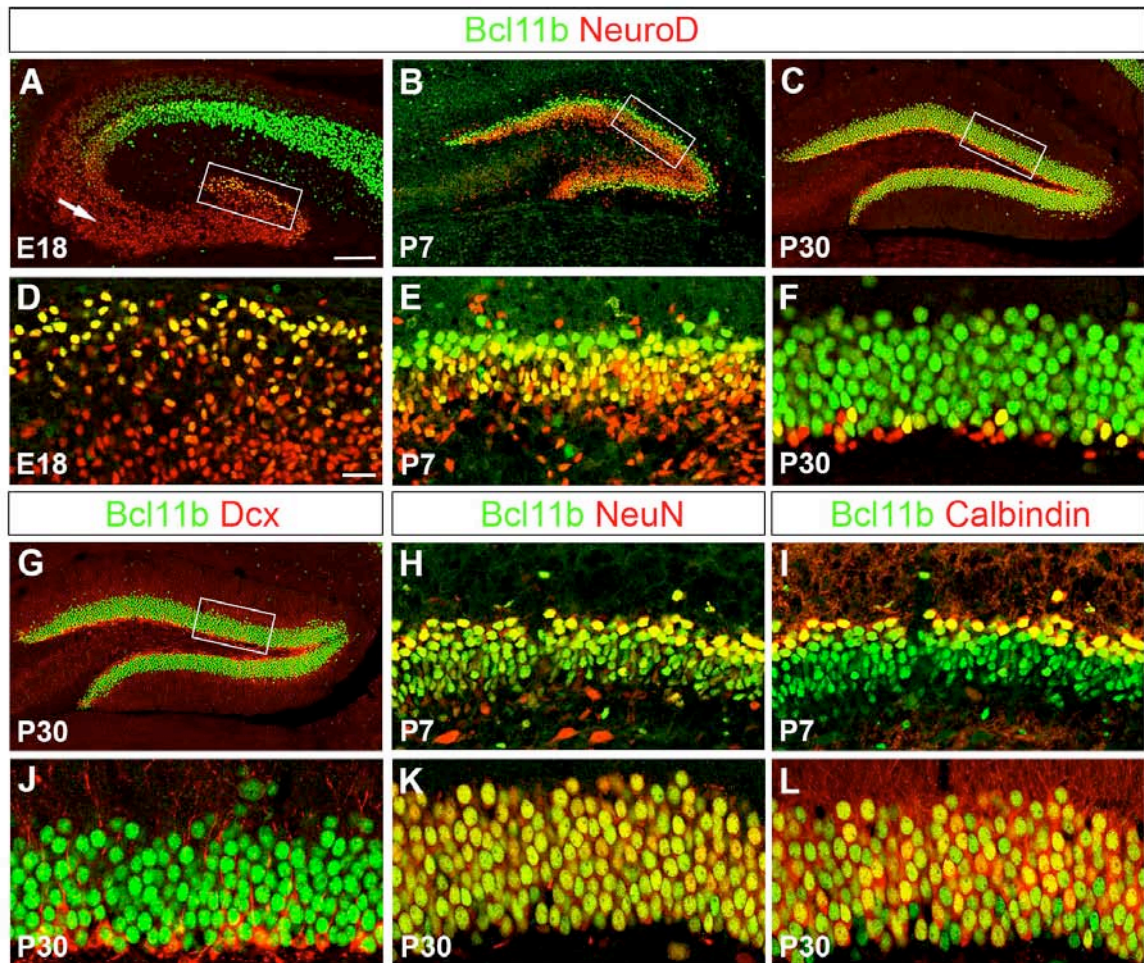 Bcl11b NeuroD
A
B
C
E18
P7
P30
D
E
F
E18
P7
P30
Bcl11b Dcx
Bcl11b NeuN
Bcl11b Calbindin
G
H
I
P30
P7
P7
J
K
L
P30
P30
P30